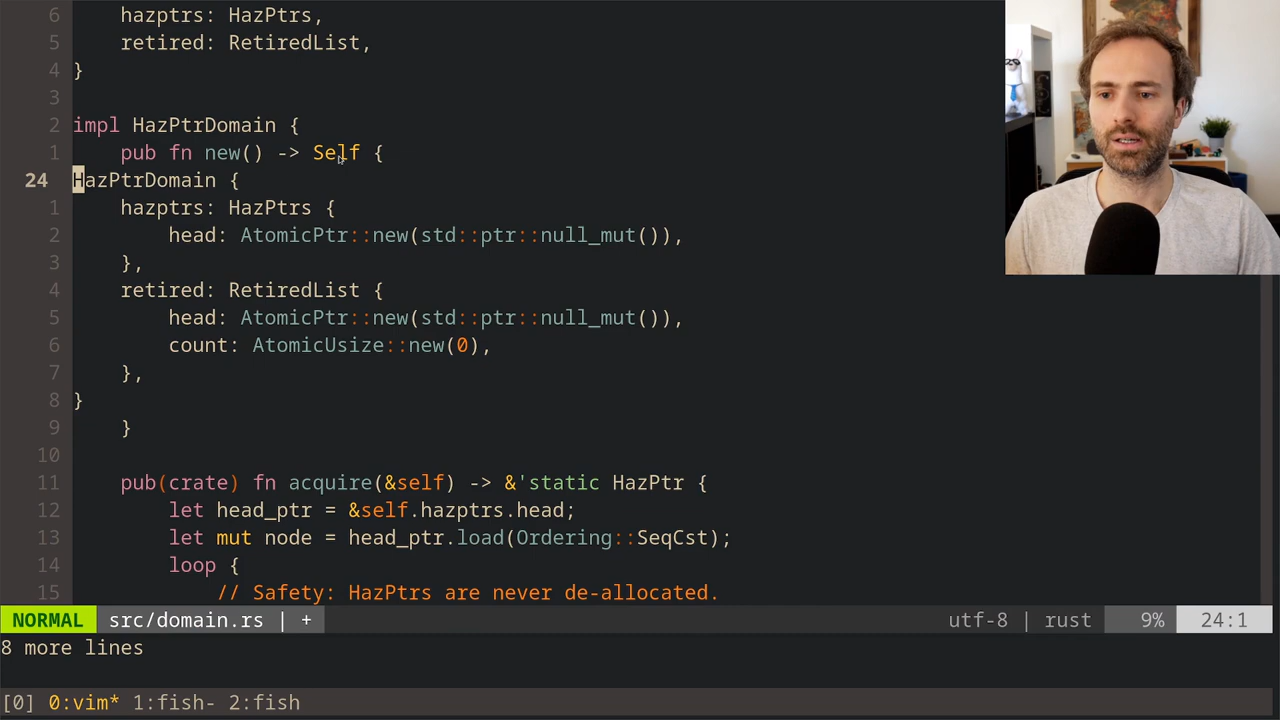 6     hazptrs: HazPtrs,
5     retired: RetiredList,
4 }
3
2 impl HazPtrDomain {
1     pub fn new() -> Self {
24 HazPtrDomain {
1     hazptrs: HazPtrs {
2         head: AtomicPtr::new(std::ptr::null_mut()),
3     },
4     retired: RetiredList {
5         head: AtomicPtr::new(std::ptr::null_mut()),
6         count: AtomicUsize::new(0),
7     },
8 }
9     }
10
11     pub(crate) fn acquire(&self) -> &'static HazPtr {
12         let head_ptr = &self.hazptrs.head;
13         let mut node = head_ptr.load(Ordering::SeqCst);
14         loop {
15             // Safety: HazPtrs are never de-allocated.
NORMAL src/domain.rs | + utf-8 | rust 9% 24:1
8 more lines
[0] 0:vim* 1:fish- 2:fish